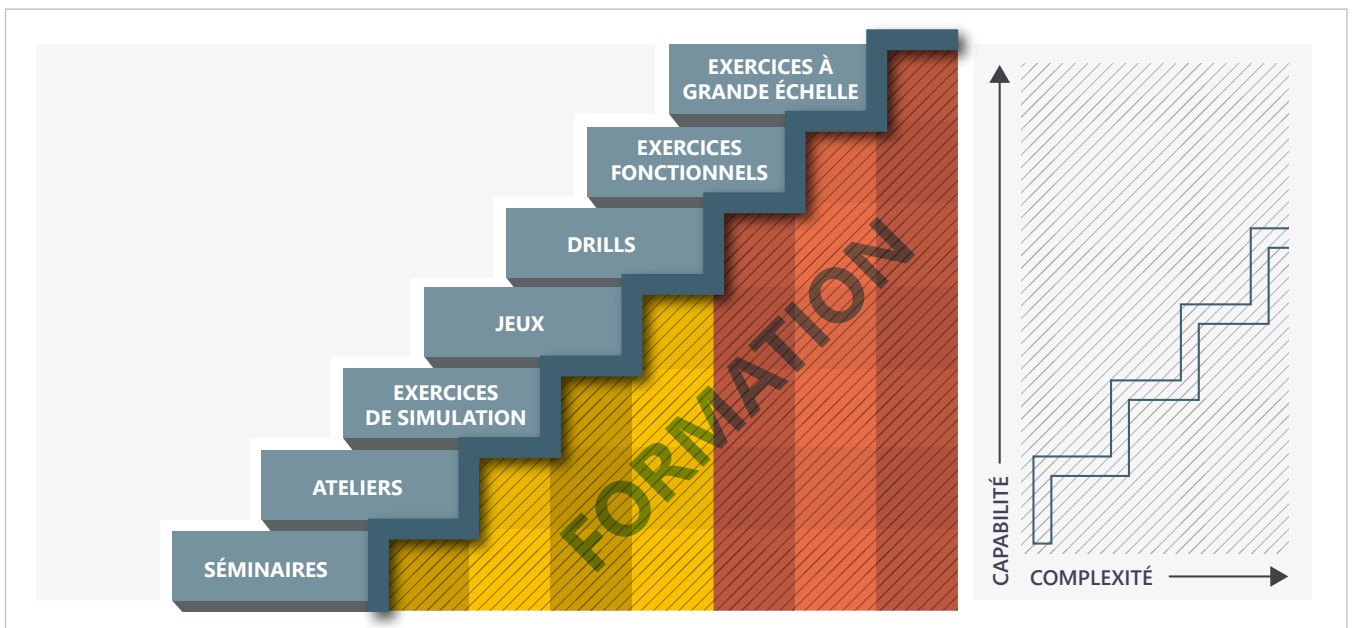 EXERCICES À
GRANDE ÉCHELLE
EXERCICES
FONCTIONNELS
DRILLS
JEUX
EXERCICES
DE SIMULATION
ATELIERS
SÉMINAIRES
FORMATION
CAPABILITÉ
COMPLEXITÉ